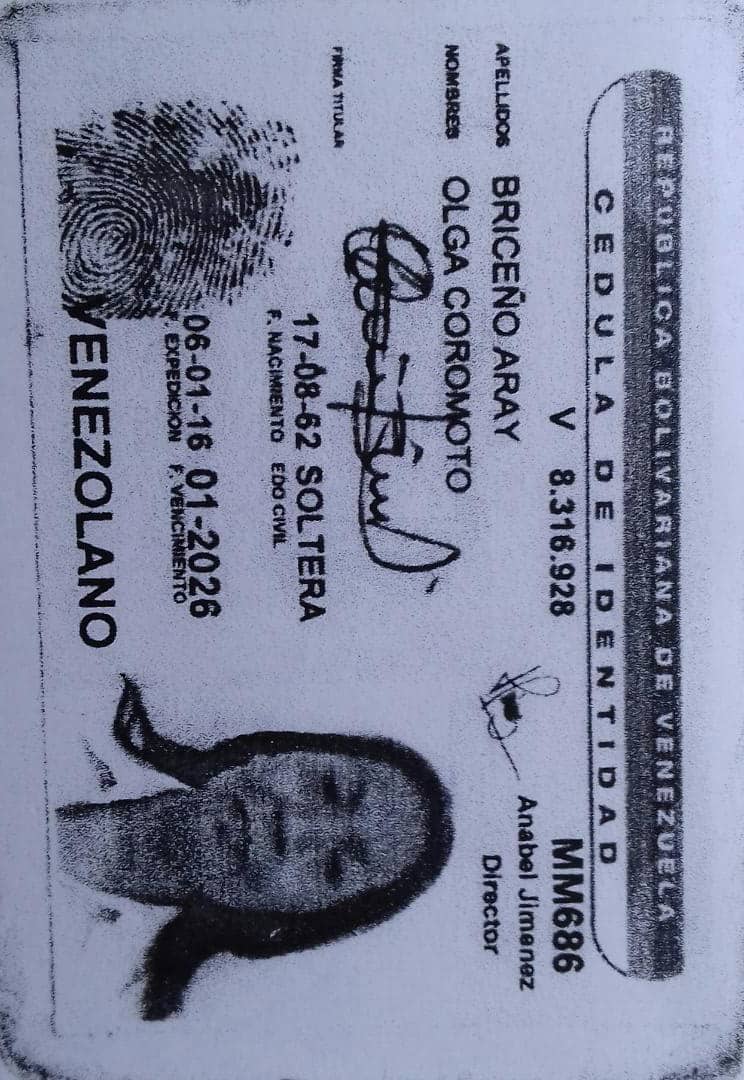 REPUBLICA BOLIVARIANA DE VENEZUELA
CEDULA DE IDENTIDAD
V 8.316.928
MM686
Anabel Jimenez
Director
APELLIDOS BRICEÑO ARAY
NOMBRES OLGA COROMOTO
FIRMA TITULAR
17-08-62 SOLTERA
F. NACIMIENTO EDO CIVIL
06-01-16 01-2026
F. EXPEDICION F. VENCIMIENTO
VENEZOLANO